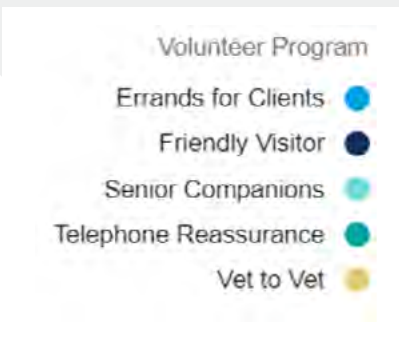 Volunteer Program
Errands for Clients
Friendly Visitor
Senior Companions
Telephone Reassurance
Vet to Vet